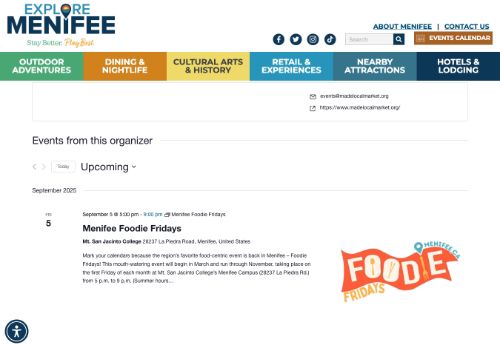 EXPLORE
MENIFEE
Stay Better. Play Best.
ABOUT MENIFEE | CONTACT US
Search
EVENTS CALENDAR
OUTDOOR ADVENTURES
DINING & NIGHTLIFE
CULTURAL ARTS & HISTORY
RETAIL & EXPERIENCES
NEARBY ATTRACTIONS
HOTELS & LODGING
events@madelocalmarket.org
https://www.madelocalmarket.org/
Events from this organizer
Today
Upcoming
September 2025
FRI
5
September 5 @ 5:00 pm - 9:00 pm Menifee Foodie Fridays
Menifee Foodie Fridays
Mt. San Jacinto College 28237 La Piedra Road, Menifee, United States
Mark your calendars because the region's favorite food-centric event is back in Menifee – Foodie
Fridays! This mouth-watering event will begin in March and run through November, taking place on
the first Friday of each month at Mt. San Jacinto College's Menifee Campus (28237 La Piedra Rd.)
from 5 p.m. to 8 p.m. (Summer hours...
MENIFEE, CA
FOODIE
FRIDAYS